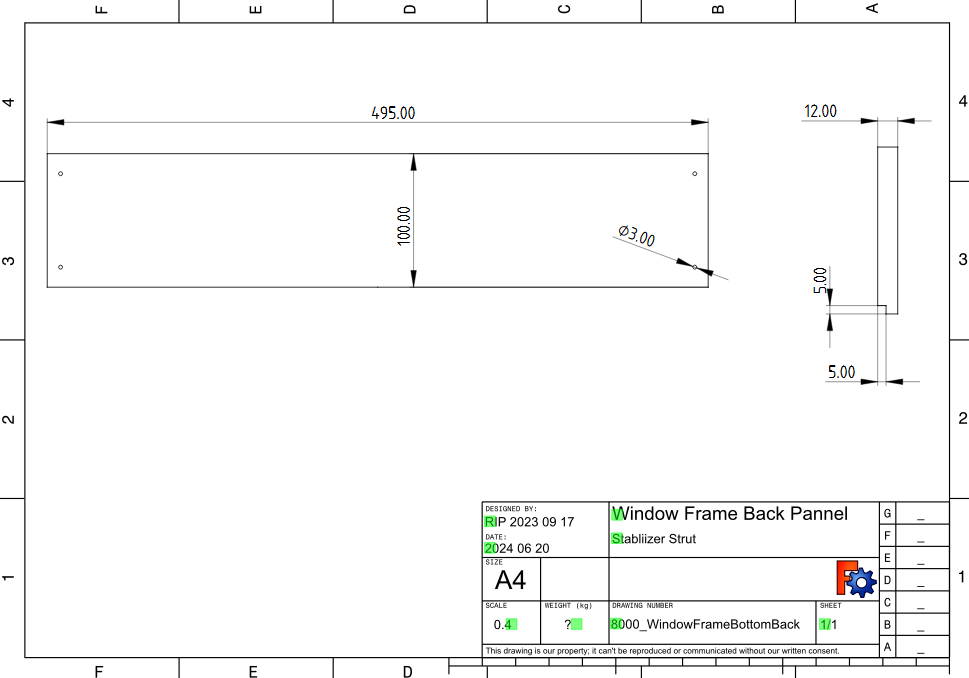 F E D C B A
4 4
495.00
12.00
100.00
Ø3.00
3 3
5.00
5.00
2 2
DESIGNED BY:
RIP 2023 09 17
DATE:
2024 06 20
Window Frame Back Pannel
Stabliizer Strut
G _
F _
E _
D _
C _
B _
A _
SIZE
A4
SCALE
0.4
WEIGHT (kg)
?
DRAWING NUMBER
8000_WindowFrameBottomBack
SHEET
1/1
This drawing is our property; it can't be reproduced or communicated without our written consent.
1 1
F E D